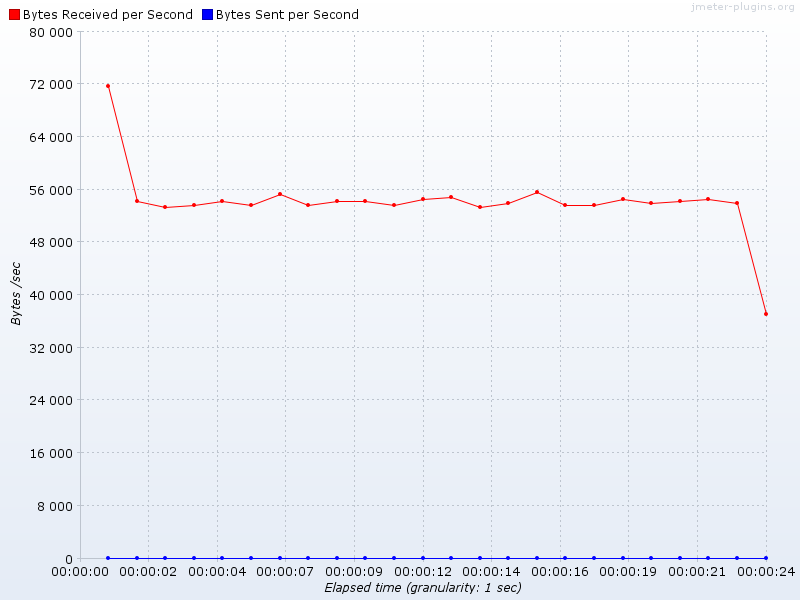 Bytes Received per Second Bytes Sent per Second
jmeter-plugins.org
80 000
72 000
64 000
56 000
48 000
40 000
32 000
24 000
16 000
8 000
0
Bytes /sec
00:00:00 00:00:02 00:00:04 00:00:07 00:00:09 00:00:12 00:00:14 00:00:16 00:00:19 00:00:21 00:00:24
Elapsed time (granularity: 1 sec)